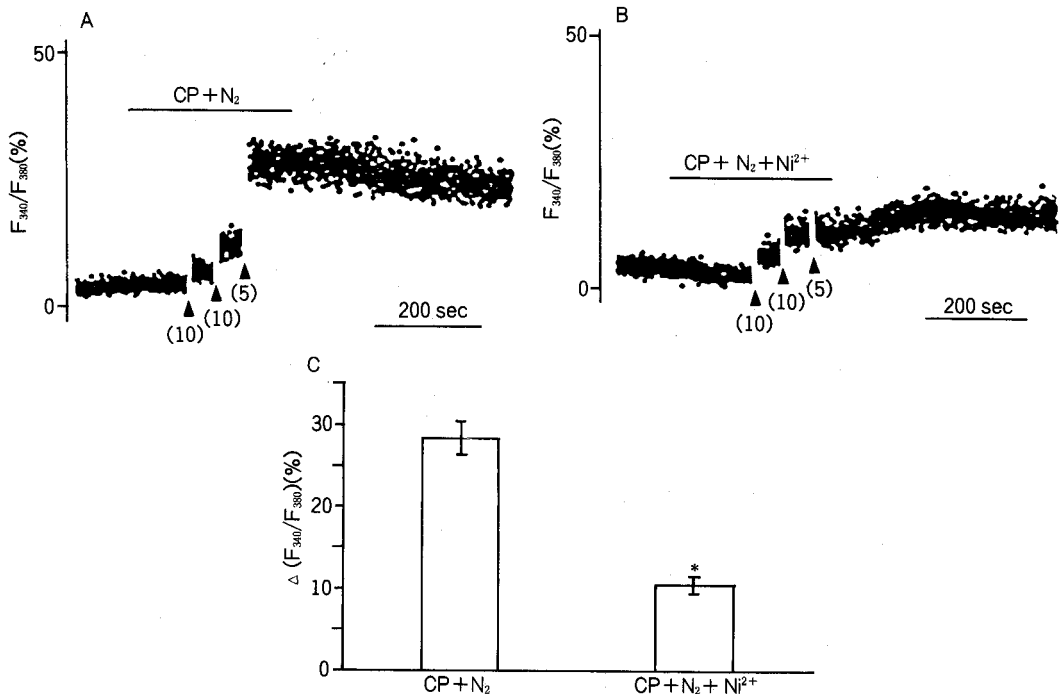 A
50
CP+N₂
F₃₄₀/F₃₈₀(%)
0
(10)
(10)
(5)
200 sec
B
50
CP + N₂ + Ni²⁺
F₃₄₀/F₃₈₀(%)
0
(10)
(10)
(5)
200 sec
C
△ (F₃₄₀/F₃₈₀)(%)
30
20
10
0
*
CP+N₂
CP+N₂+Ni²⁺